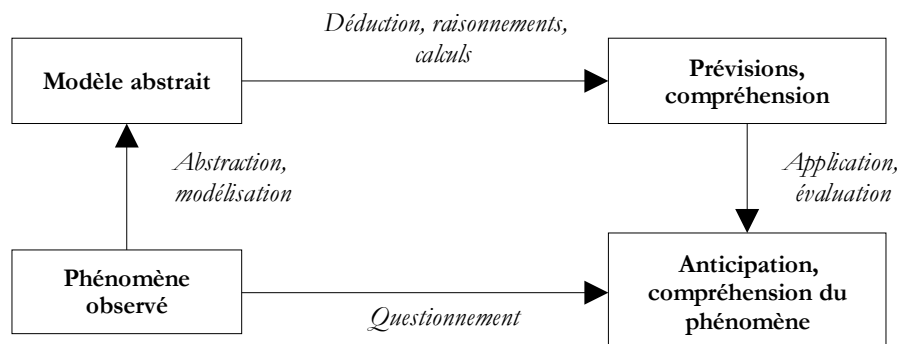 Déduction, raisonnements,
calculs
Modèle abstrait
Prévisions,
compréhension
Abstraction,
modélisation
Application,
évaluation
Phénomène
observé
Questionnement
Anticipation,
compréhension du
phénomène